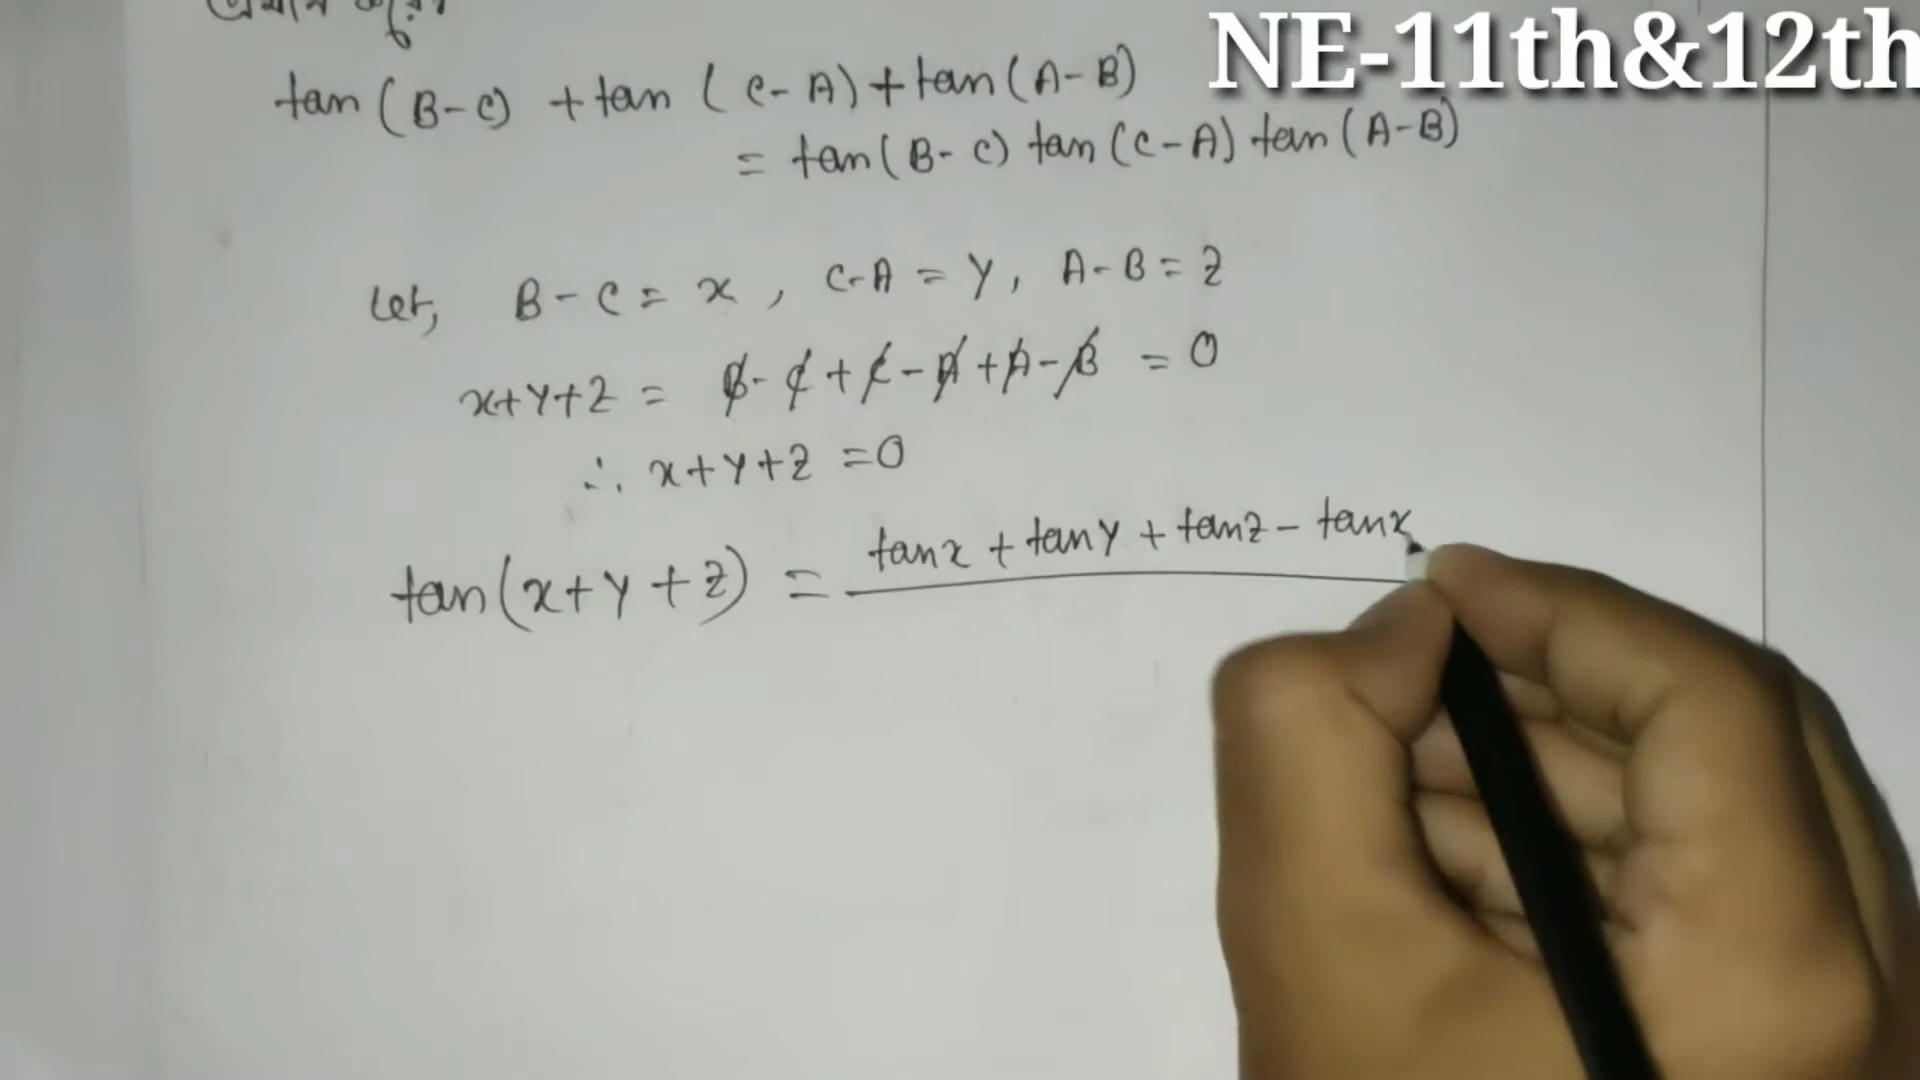 NE-11th&12th
tan (B-C) + tan (C-A) + tan (A-B)
= tan(B-C) tan(C-A) tan(A-B)
Let, B-C = x, C-A = y, A-B = z
x+y+z = B-C+C-A+A-B = 0
∴ x+y+z = 0
tan(x+y+z) = tanx + tany + tanz - tanx